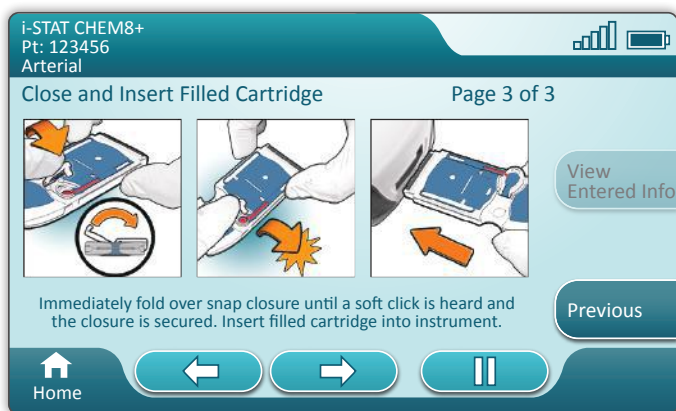 i-STAT CHEM8+
Pt: 123456
Arterial
Close and Insert Filled Cartridge
Page 3 of 3
View
Entered Info
Immediately fold over snap closure until a soft click is heard and
the closure is secured. Insert filled cartridge into instrument.
Previous
Home